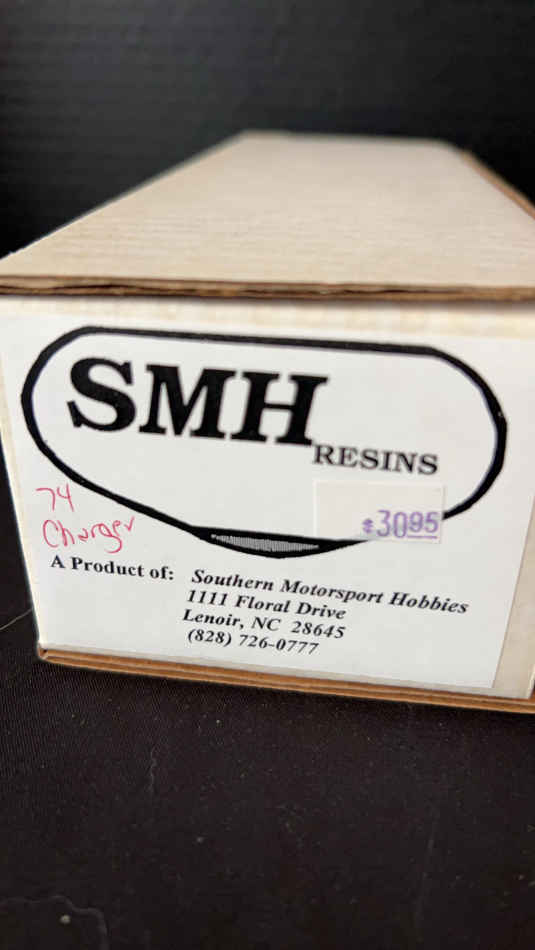 SMH
RESINS
$3095
74
Charger
A Product of: Southern Motorsport Hobbies
1111 Floral Drive
Lenoir, NC 28645
(828) 726-0777